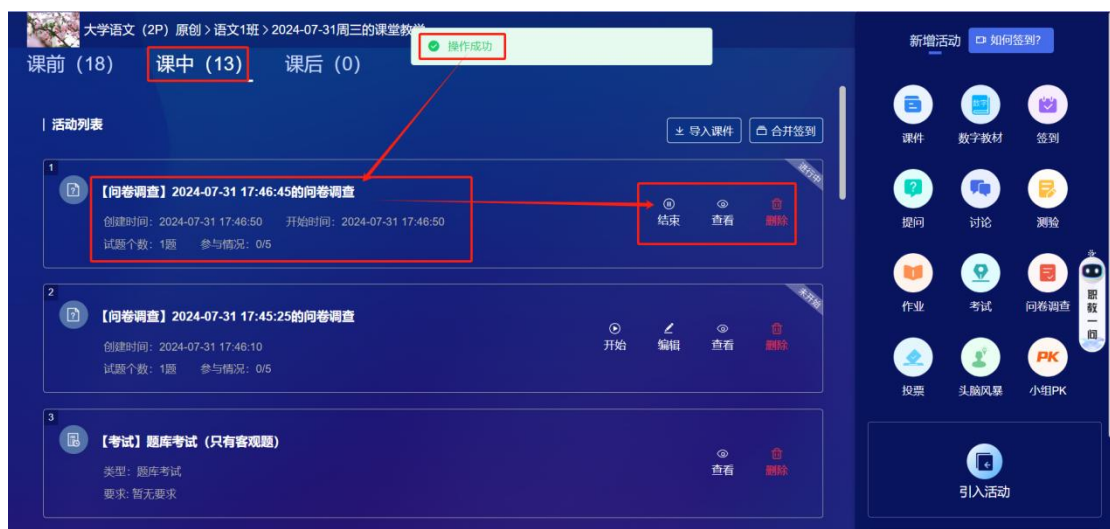 大学语文（2P）原创>语文1班>2024-07-31周三的课堂教学
操作成功
课前（18） 课中（13） 课后（0）
活动列表
导入课件 合并签到
1
进行中
【问卷调查】2024-07-31 17:46:45的问卷调查
创建时间：2024-07-31 17:46:50 开始时间：2024-07-31 17:46:50
试题个数：1题 参与情况：0/5
结束 查看 删除
2
未开始
【问卷调查】2024-07-31 17:45:25的问卷调查
创建时间：2024-07-31 17:46:10
试题个数：1题 参与情况：0/5
开始 编辑 查看 删除
3
【考试】题库考试（只有客观题）
类型：题库考试
要求: 暂无要求
查看 删除
新增活动 如何签到?
课件 数字教材 签到
提问 讨论 测验
作业 考试 问卷调查
投票 头脑风暴 小组PK
PK
职教一问
引入活动